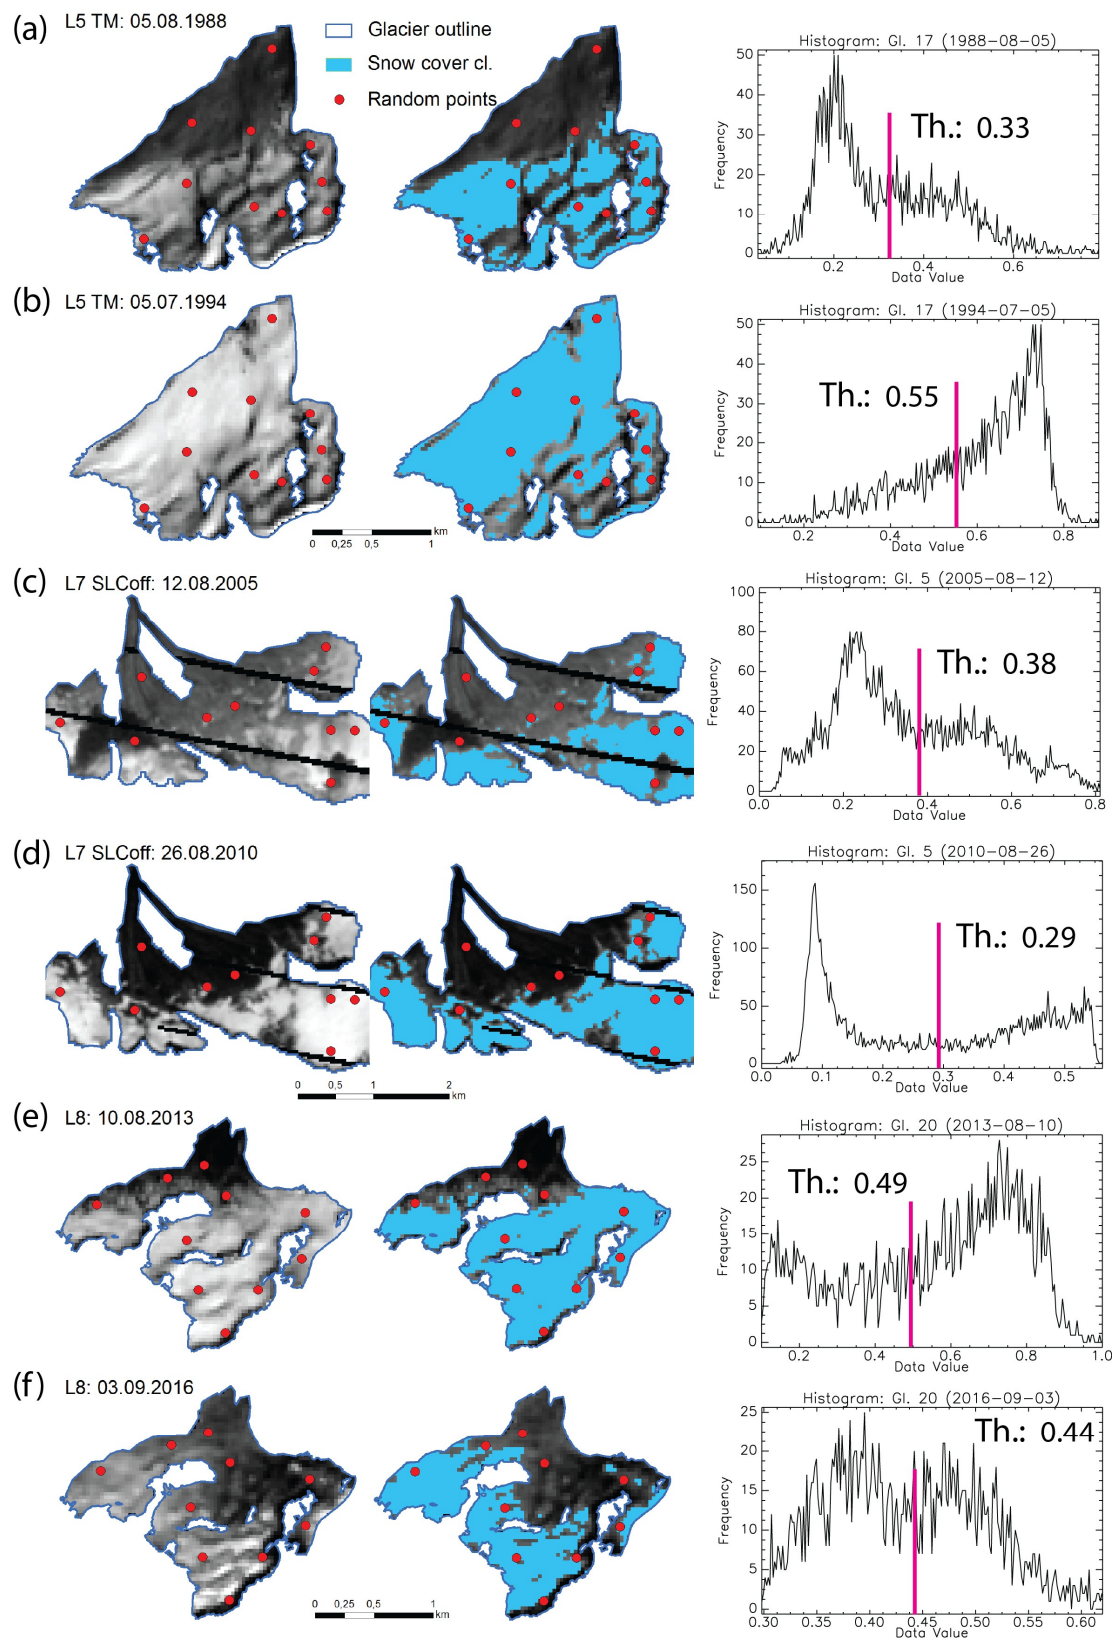 (a) L5 TM: 05.08.1988
Glacier outline
Snow cover cl.
Random points
Histogram: Gl. 17 (1988-08-05)
Th.: 0.33
Frequency
50
40
30
20
10
0
0.2 0.4 0.6
Data Value
(b) L5 TM: 05.07.1994
0 0,25 0,5 1 km
Histogram: Gl. 17 (1994-07-05)
Th.: 0.55
Frequency
50
40
30
20
10
0
0.2 0.4 0.6 0.8
Data Value
(c) L7 SLCoff: 12.08.2005
Histogram: Gl. 5 (2005-08-12)
Th.: 0.38
Frequency
100
80
60
40
20
0
0.0 0.2 0.4 0.6 0.8
Data Value
(d) L7 SLCoff: 26.08.2010
0 0,5 1 2
km
Histogram: Gl. 5 (2010-08-26)
Th.: 0.29
Frequency
150
100
50
0
0.0 0.1 0.2 0.3 0.4 0.5
Data Value
(e) L8: 10.08.2013
Histogram: Gl. 20 (2013-08-10)
Th.: 0.49
Frequency
25
20
15
10
5
0
0.2 0.4 0.6 0.8 1.0
Data Value
(f) L8: 03.09.2016
0 0,25 0,5 1
km
Histogram: Gl. 20 (2016-09-03)
Th.: 0.44
Frequency
25
20
15
10
5
0
0.30 0.35 0.40 0.45 0.50 0.55 0.60
Data Value